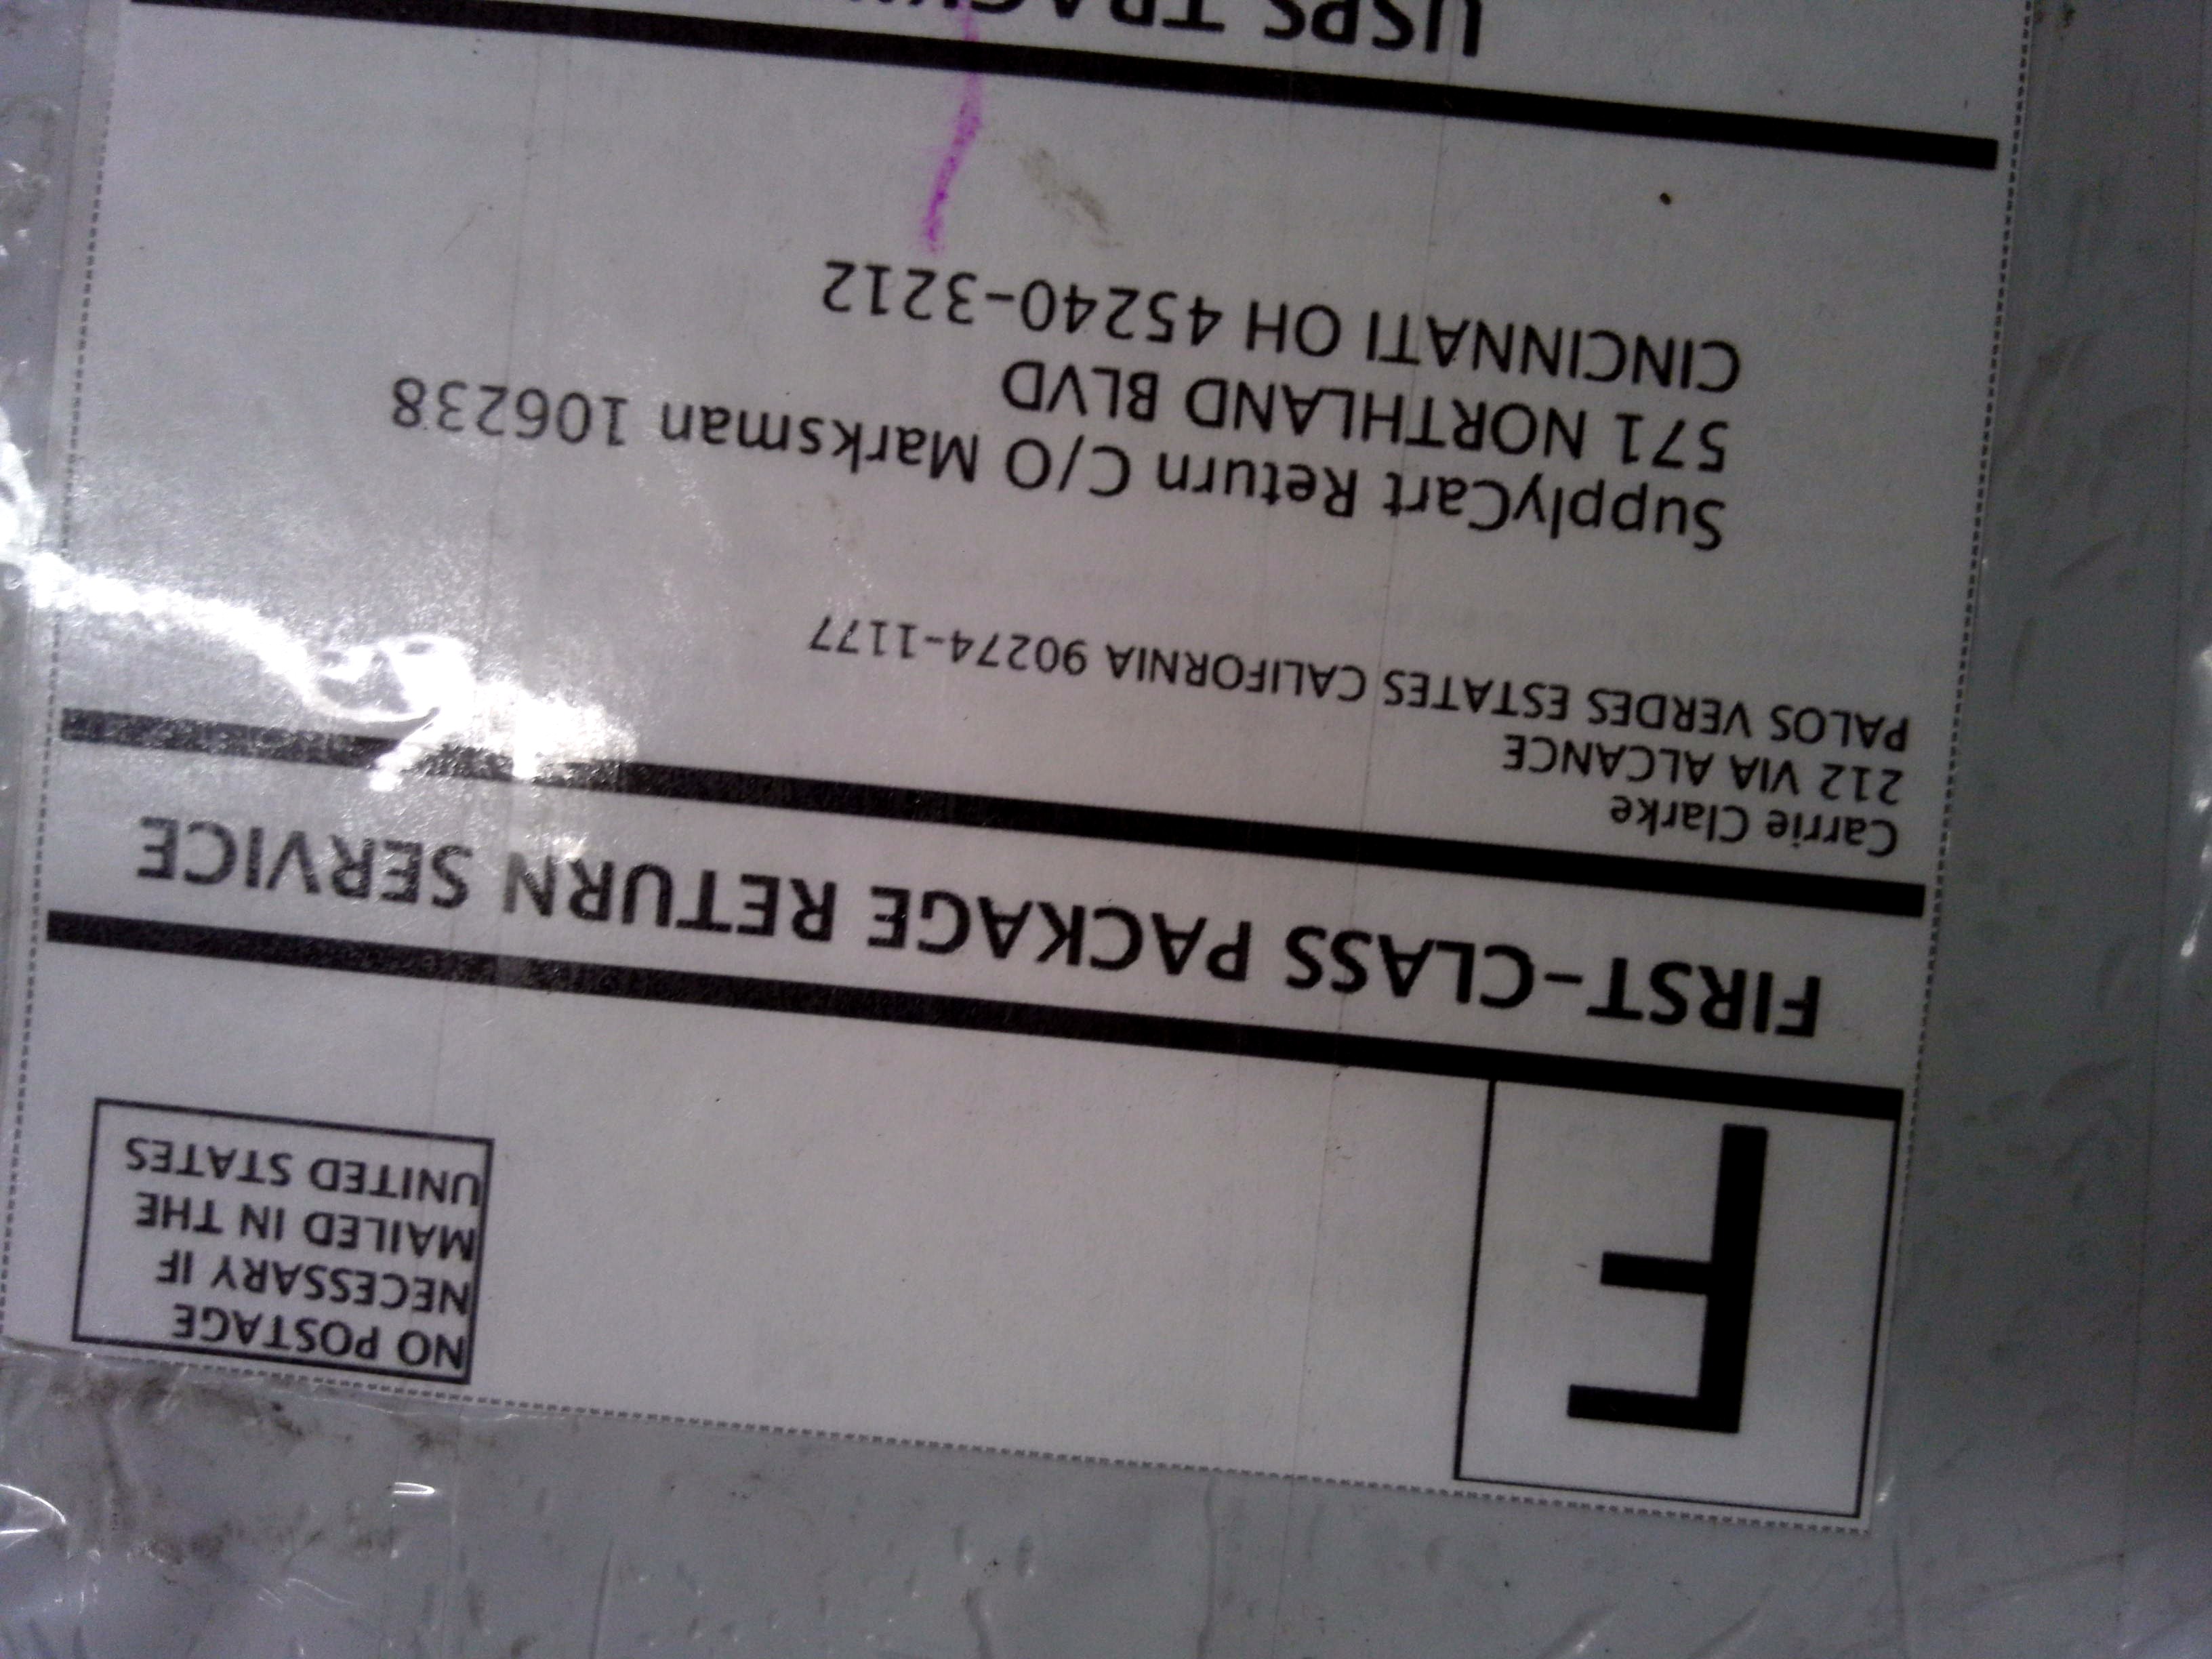 F
NO POSTAGE
NECESSARY IF
MAILED IN THE
UNITED STATES
FIRST-CLASS PACKAGE RETURN SERVICE
Carrie Clarke
212 VIA ALCANCE
PALOS VERDES ESTATES CALIFORNIA 90274-1177
SupplyCart Return C/O Marksman 106238
571 NORTHLAND BLVD
CINCINNATI OH 45240-3212
USPS